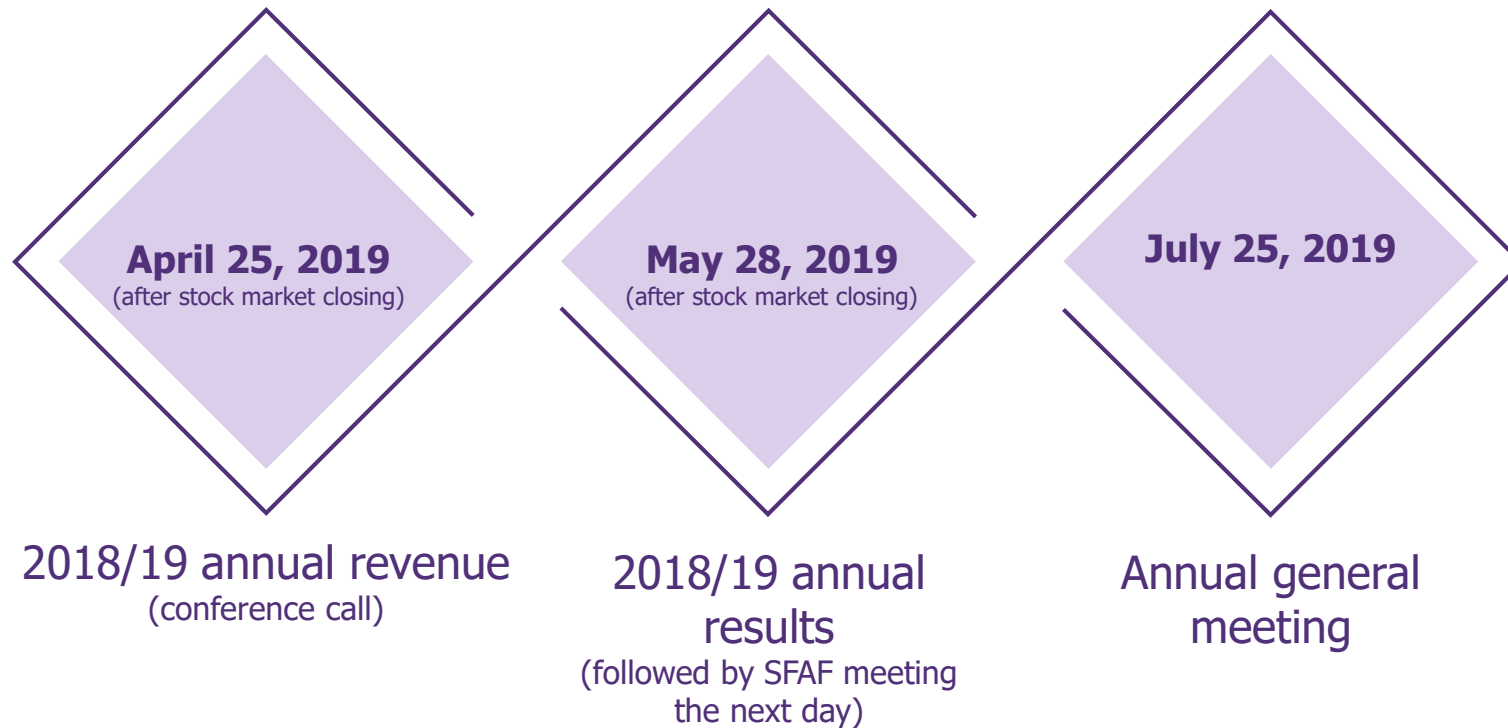 April 25, 2019
(after stock market closing)
2018/19 annual revenue
(conference call)
May 28, 2019
(after stock market closing)
2018/19 annual
results
(followed by SFAF meeting
the next day)
July 25, 2019
Annual general
meeting